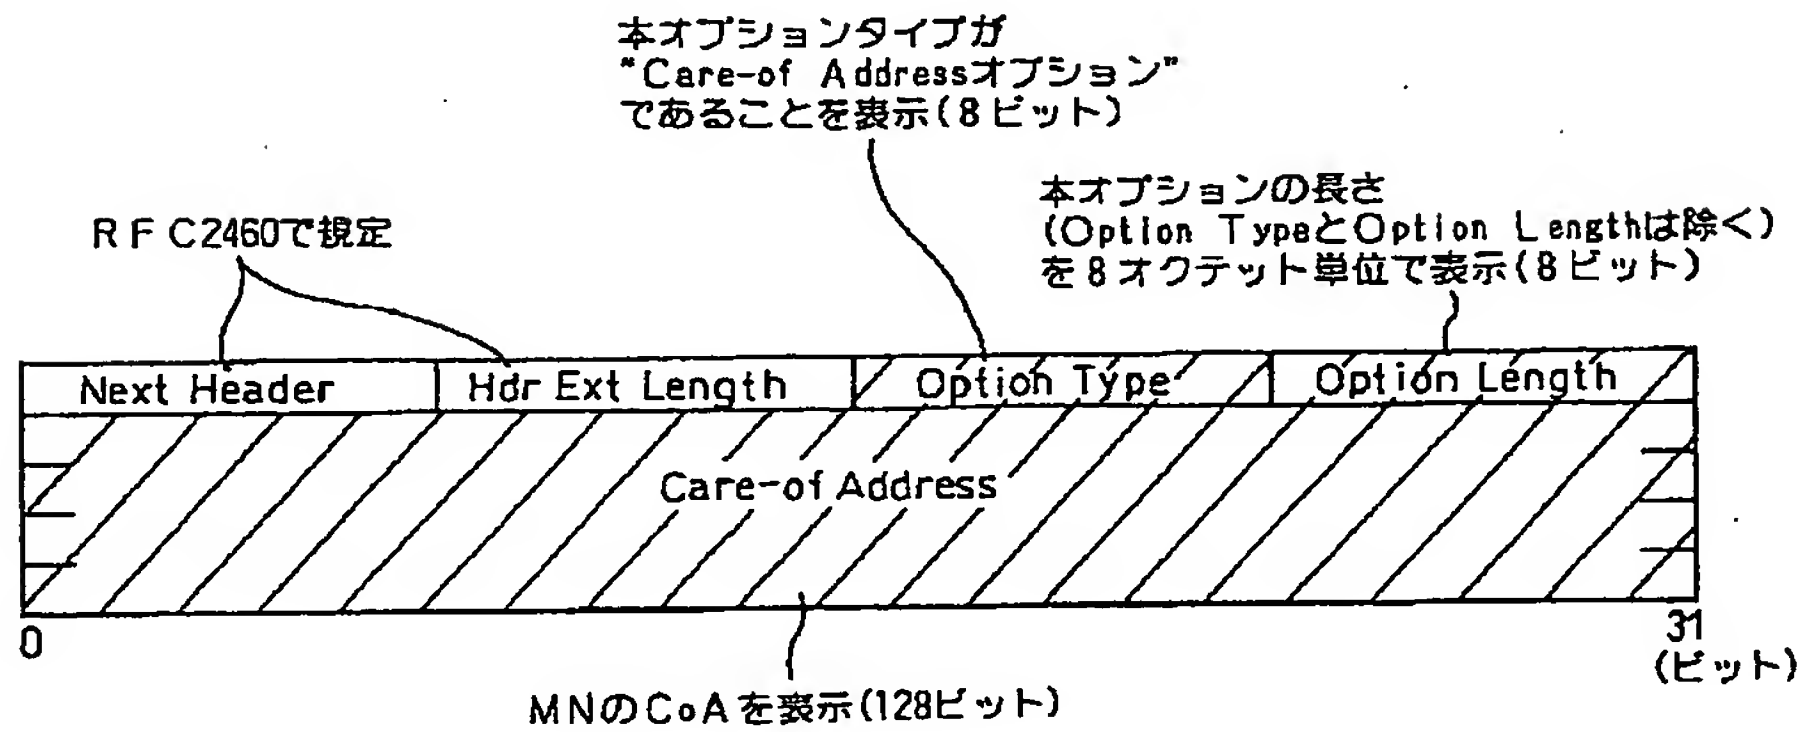 本オプションタイプが
"Care-of Addressオプション"
であることを表示(8ビット)
本オプションの長さ
(Option TypeとOption Lengthは除く)
を8オクテット単位で表示(8ビット)
RFC2460で規定
Next Header
Hdr Ext Length
Option Type
Option Length
Care-of Address
0
31
(ビット)
MNのCoAを表示(128ビット)